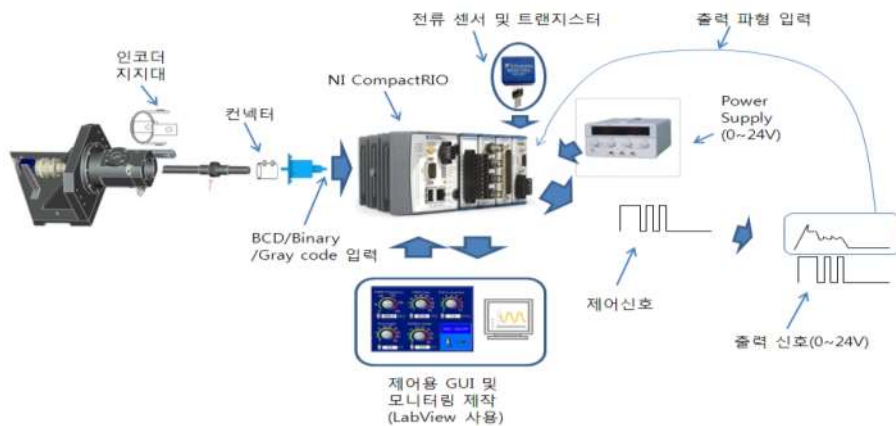 전류 센서 및 트랜지스터
출력 파형 입력
인코더
지지대
NI CompactRIO
컨넥터
Power
Supply
(0~24V)
BCD/Binary
/Gray code 입력
제어신호
출력 신호(0~24V)
제어용 GUI 및
모니터링 제작
(LabView 사용)